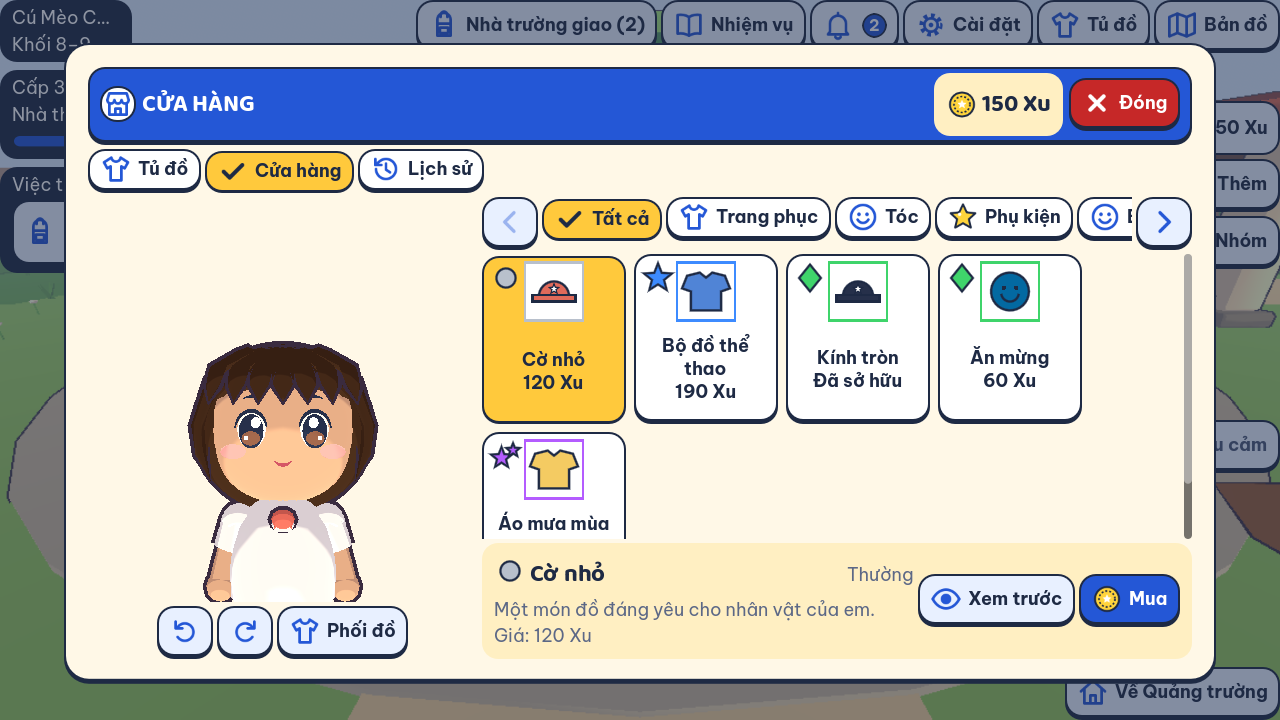 Cú Mèo C...
Khối 8–9
Nhà trường giao (2)
Nhiệm vụ
2
Cài đặt
Tủ đồ
Bản đồ
Cấp 3
Việc t
50 Xu
Thêm
Nhóm
CỬA HÀNG
150 Xu
Đóng
Tủ đồ
Cửa hàng
Lịch sử
Tất cả
Trang phục
Tóc
Phụ kiện
Cờ nhỏ
120 Xu
Bộ đồ thể
thao
190 Xu
Kính tròn
Đã sở hữu
Ăn mừng
60 Xu
Áo mưa mùa
Cờ nhỏ
Thường
Một món đồ đáng yêu cho nhân vật của em.
Giá: 120 Xu
Xem trước
Mua
Phối đồ
cảm
Về Quảng trường